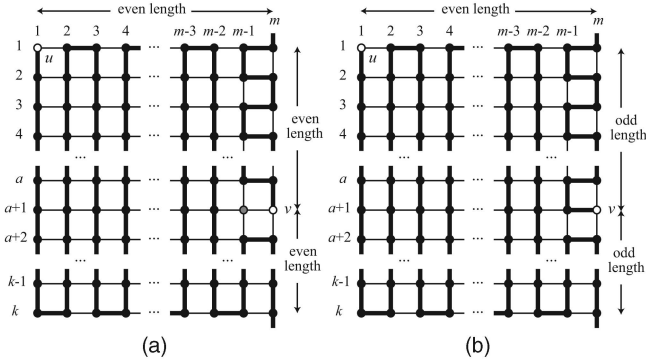 even length
m
1 2 3 4 ... m-3 m-2 m-1
1 u
2
3
4
... ...
a
a+1 v
a+2
... ...
k-1
k
even length
even length
(a)
even length
m
1 2 3 4 ... m-3 m-2 m-1
1 u
2
3
4
... ...
a
a+1 v
a+2
... ...
k-1
k
odd length
odd length
(b)